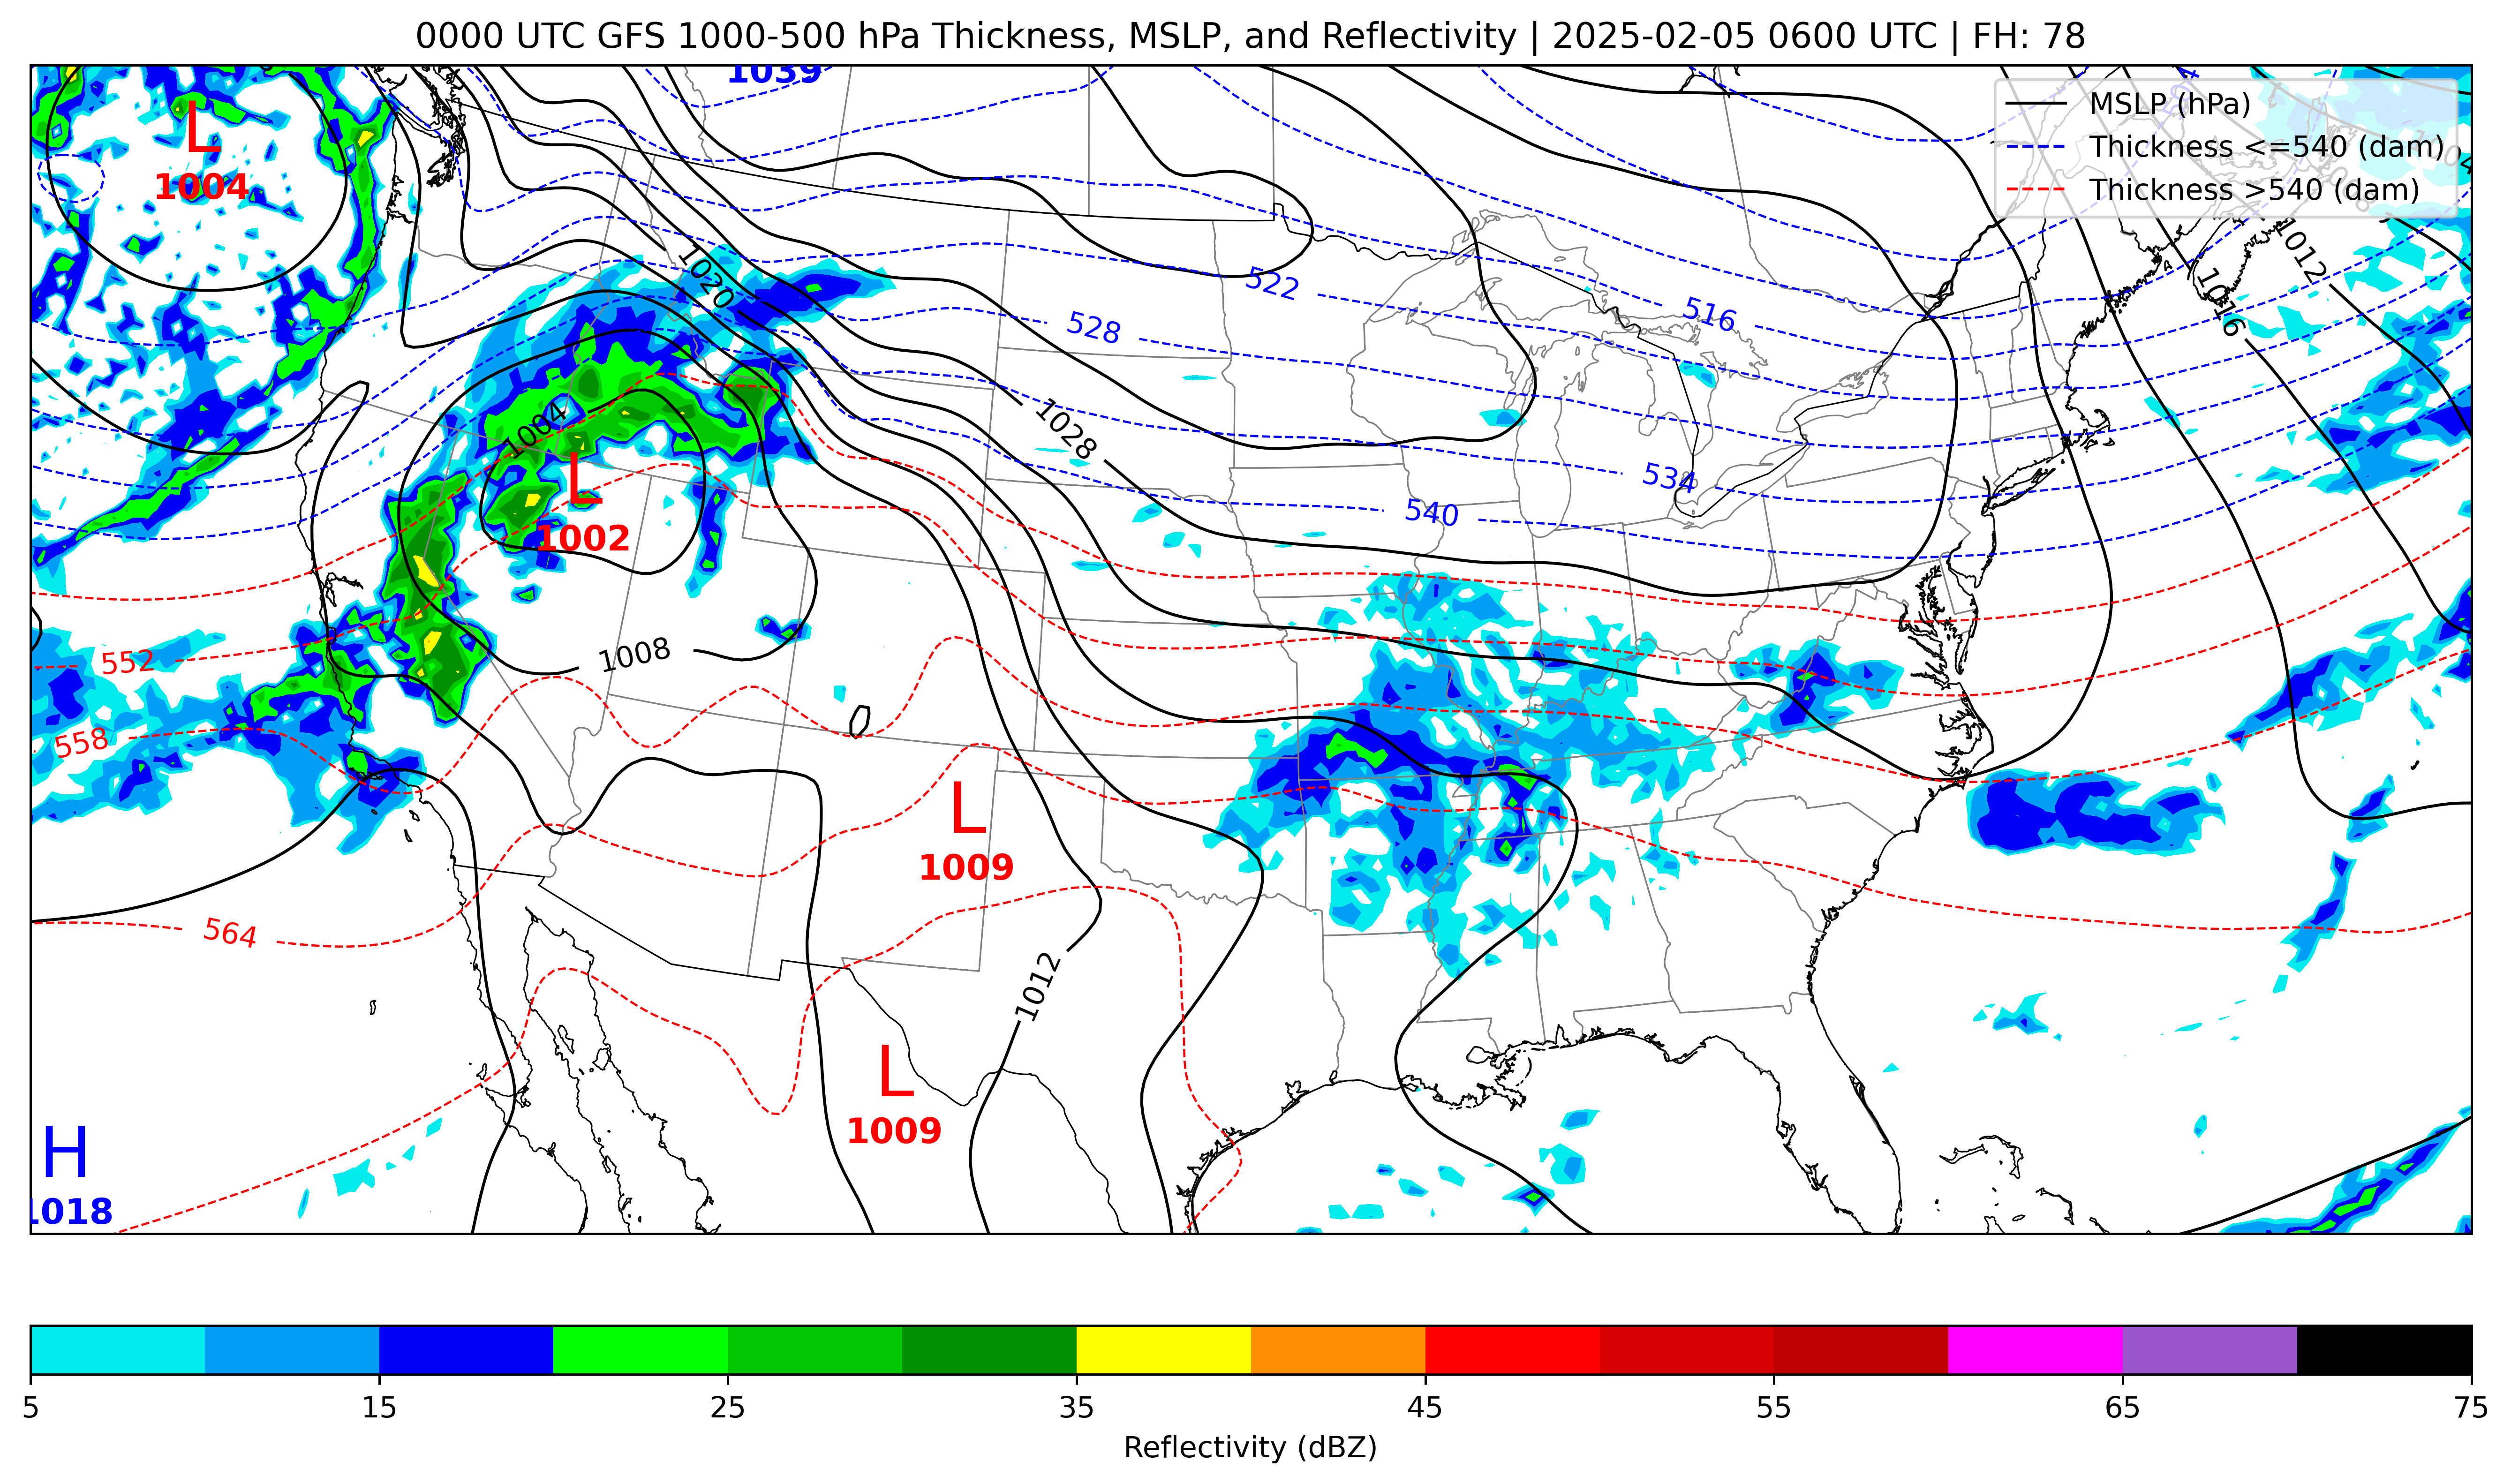 0000 UTC GFS 1000-500 hPa Thickness, MSLP, and Reflectivity | 2025-02-05 0600 UTC | FH: 78
1039
MSLP (hPa)
Thickness <=540 (dam)
Thickness >540 (dam)
L
1004
1020
522
1012
1016
516
528
1028
1004
534
540
L
1002
552
1008
558
L
1009
564
1012
L
1009
H
1018
5 15 25 35 45 55 65 75
Reflectivity (dBZ)